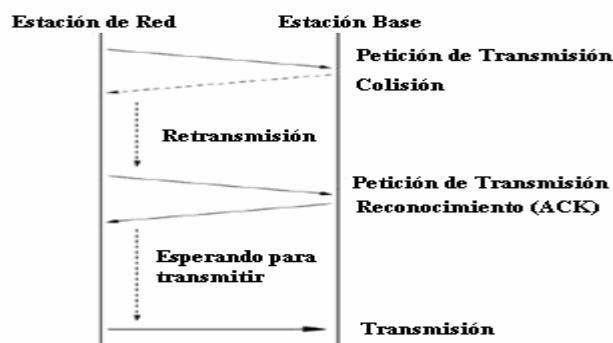 Estación de Red
Estación Base
Petición de Transmisión
Colisión
Retransmisión
Petición de Transmisión
Reconocimiento (ACK)
Esperando para
transmitir
Transmisión